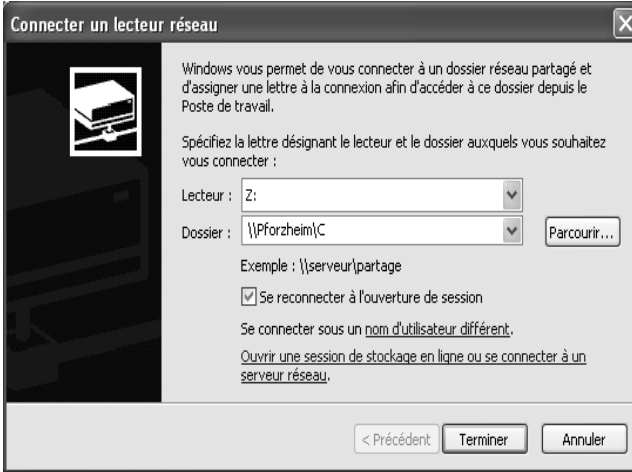 Connecter un lecteur réseau
Windows vous permet de vous connecter à un dossier réseau partagé et
d'assigner une lettre à la connexion afin d'accéder à ce dossier depuis le
Poste de travail.
Spécifiez la lettre désignant le lecteur et le dossier auxquels vous souhaitez
vous connecter :
Lecteur : Z:
Dossier : \\Pforzheim\C Parcourir...
Exemple : \\serveur\partage
Se reconnecter à l'ouverture de session
Se connecter sous un nom d'utilisateur différent.
Ouvrir une session de stockage en ligne ou se connecter à un
serveur réseau.
< Précédent Terminer Annuler